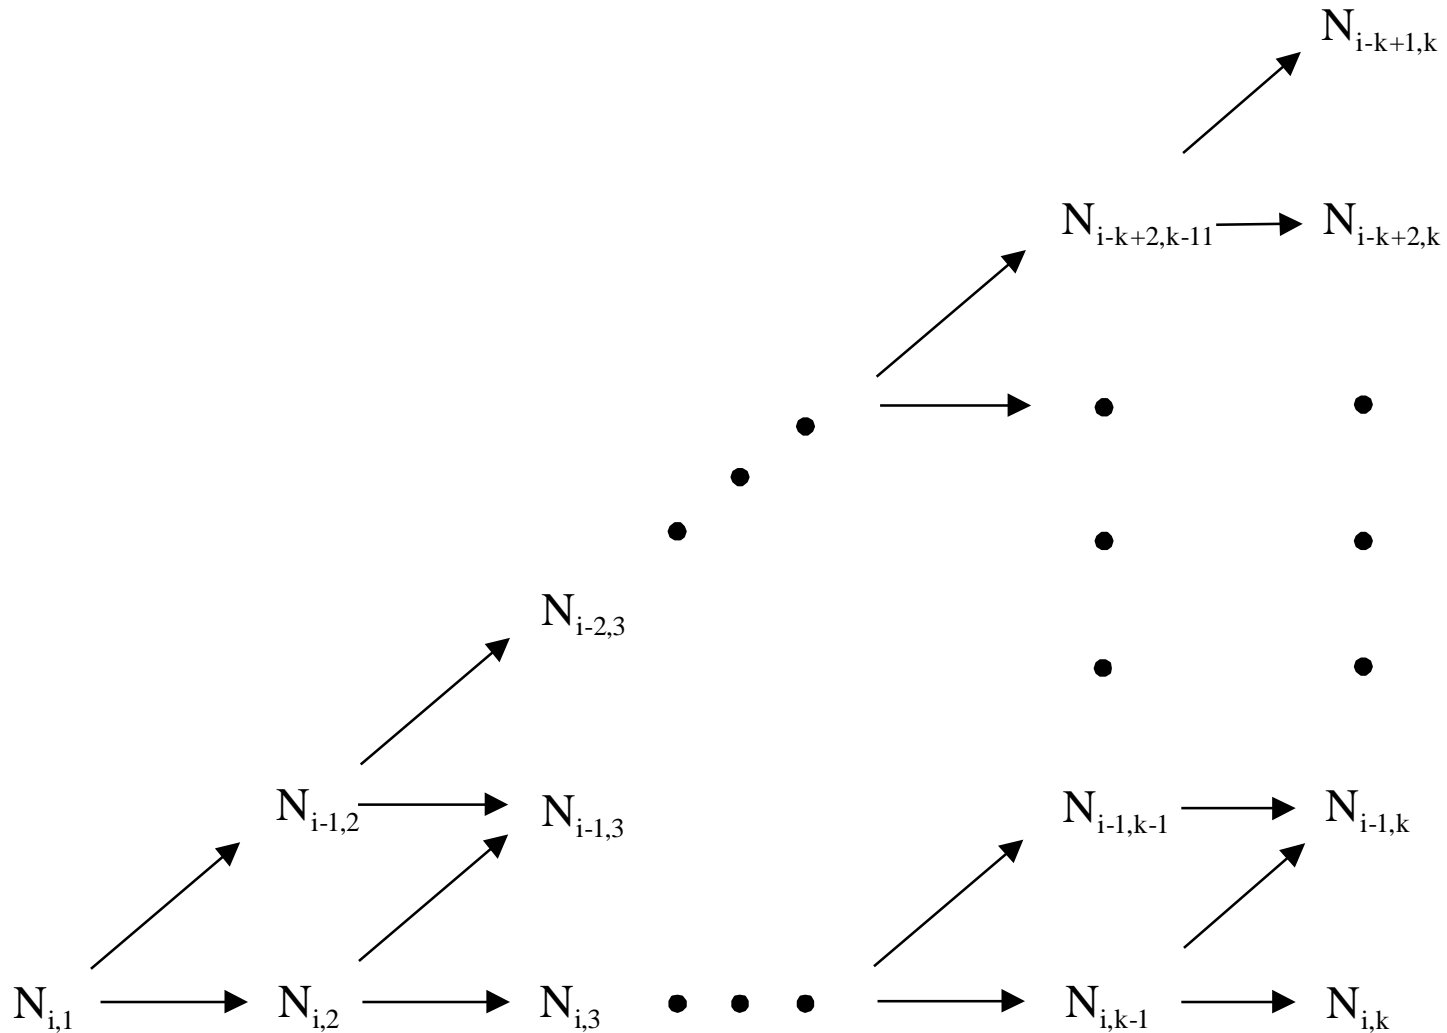 N_{i-k+1,k}
N_{i-k+2,k-11} N_{i-k+2,k}
N_{i-2,3}
N_{i-1,2} N_{i-1,3} N_{i-1,k-1} N_{i-1,k}
N_{i,1} N_{i,2} N_{i,3} N_{i,k-1} N_{i,k}